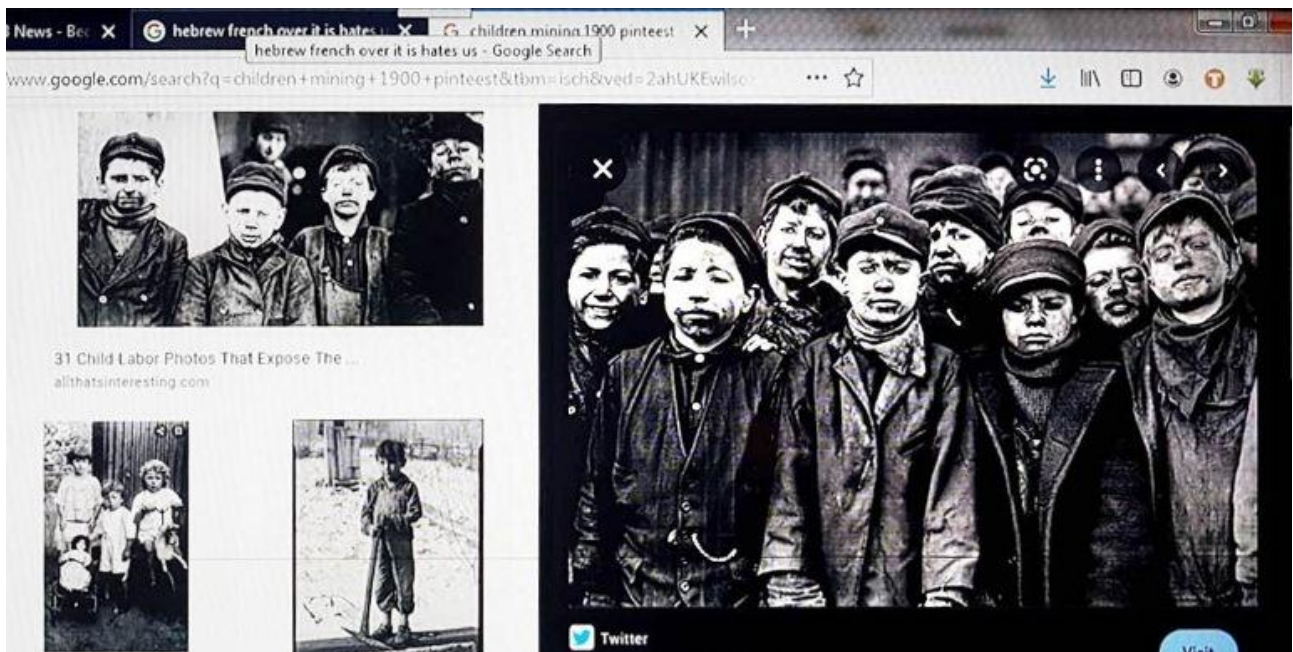 News - Bec hebrew french over it is hates u children mining 1900 pinteest
hebrew french over it is hates us - Google Search
www.google.com/search?q=children+mining+1900+pinteest&tbm=isch&ved=2ahUKEwilso
31 Child Labor Photos That Expose The ...
allthatsinteresting.com
Twitter
Visit